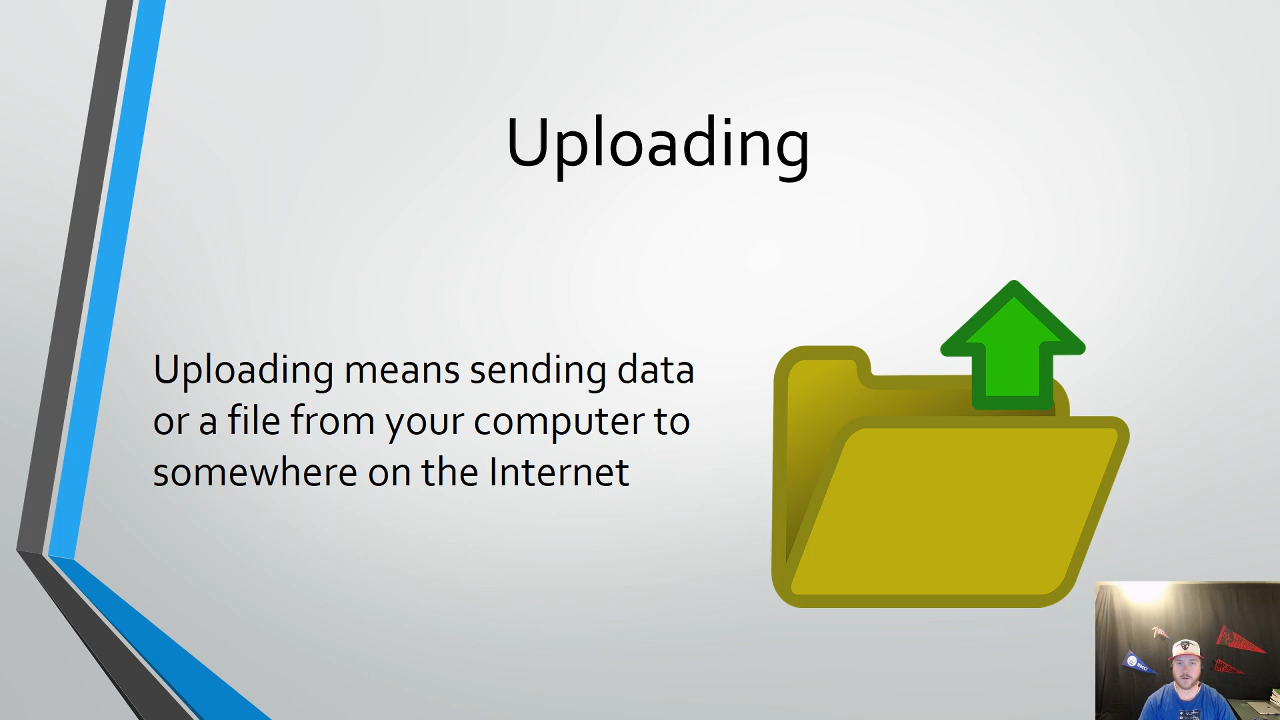 Uploading
Uploading means sending data
or a file from your computer to
somewhere on the Internet